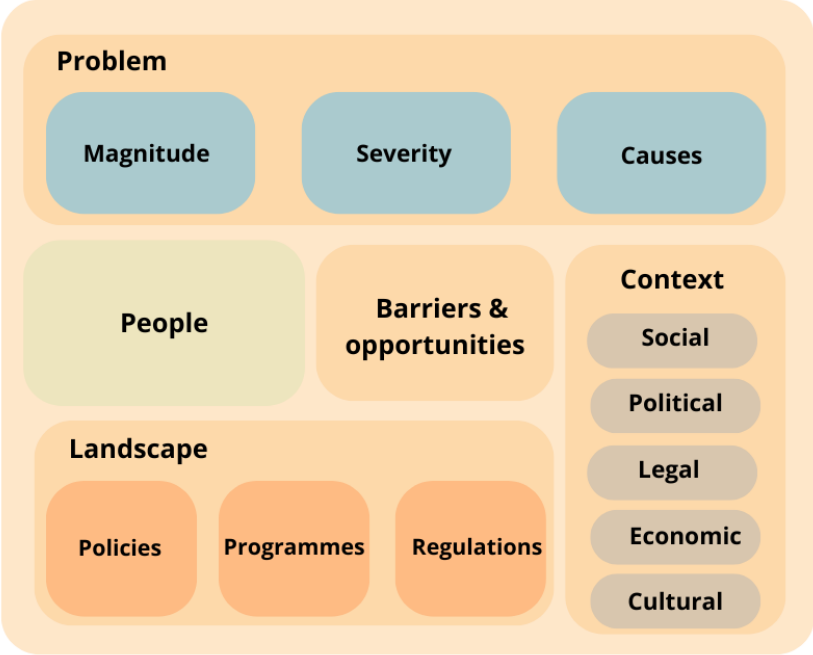 Problem
Magnitude
Severity
Causes
People
Barriers &
opportunities
Context
Social
Political
Legal
Economic
Cultural
Landscape
Policies
Programmes
Regulations